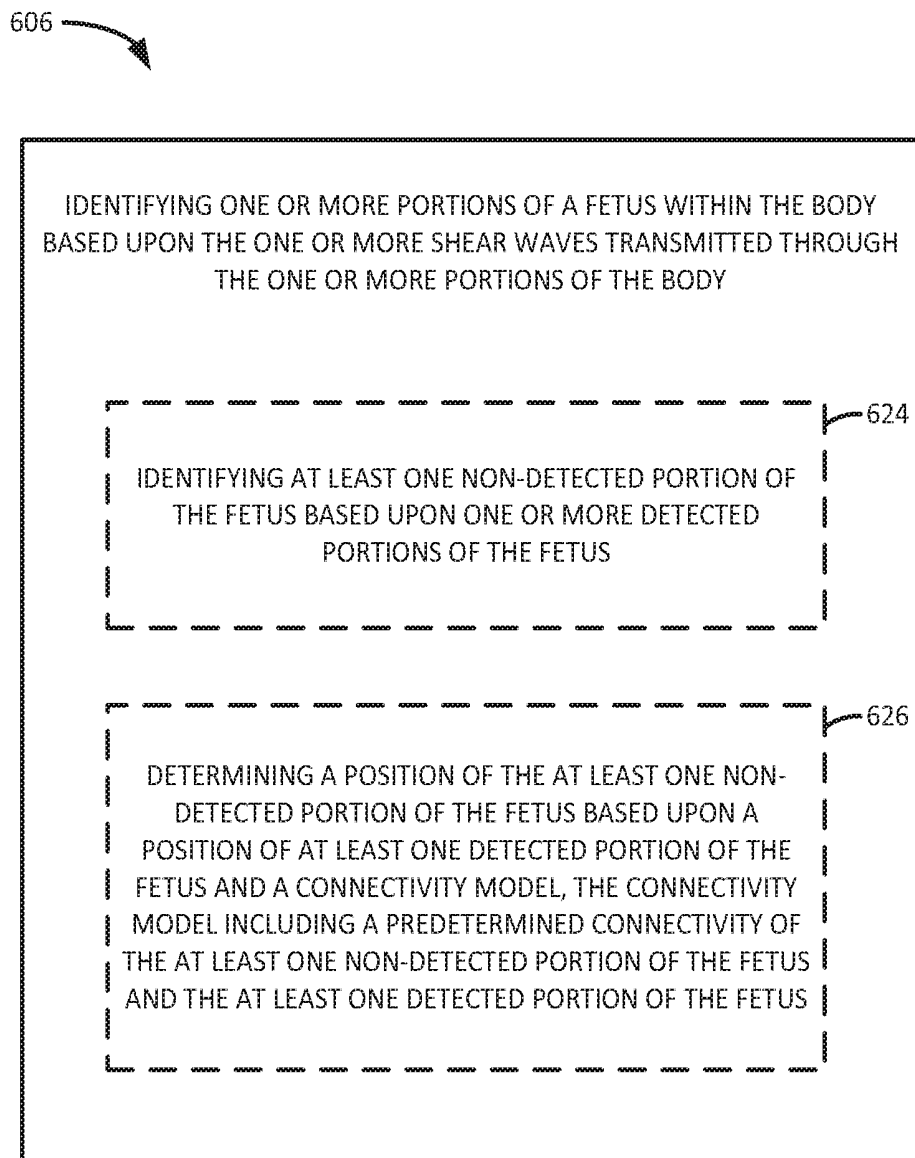 606
IDENTIFYING ONE OR MORE PORTIONS OF A FETUS WITHIN THE BODY
BASED UPON THE ONE OR MORE SHEAR WAVES TRANSMITTED THROUGH
THE ONE OR MORE PORTIONS OF THE BODY
624
IDENTIFYING AT LEAST ONE NON-DETECTED PORTION OF
THE FETUS BASED UPON ONE OR MORE DETECTED
PORTIONS OF THE FETUS
626
DETERMINING A POSITION OF THE AT LEAST ONE NON-
DETECTED PORTION OF THE FETUS BASED UPON A
POSITION OF AT LEAST ONE DETECTED PORTION OF THE
FETUS AND A CONNECTIVITY MODEL, THE CONNECTIVITY
MODEL INCLUDING A PREDETERMINED CONNECTIVITY OF
THE AT LEAST ONE NON-DETECTED PORTION OF THE FETUS
AND THE AT LEAST ONE DETECTED PORTION OF THE FETUS